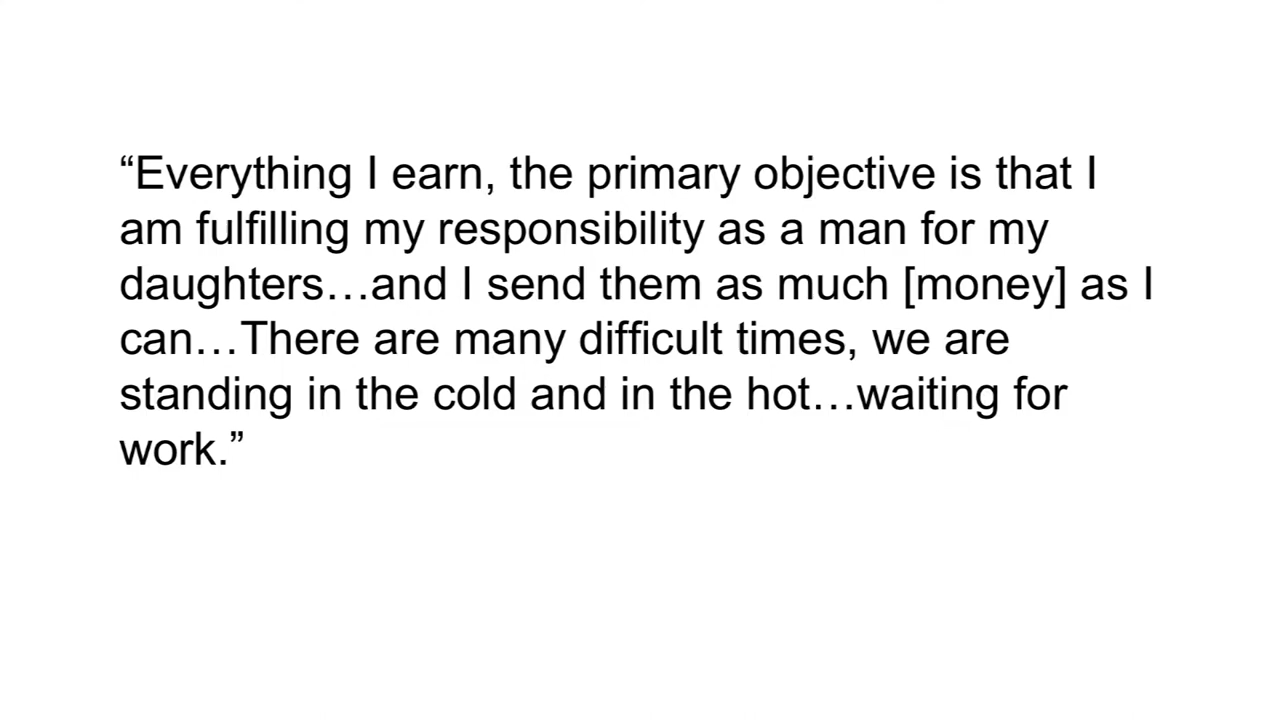 “Everything I earn, the primary objective is that I
am fulfilling my responsibility as a man for my
daughters…and I send them as much [money] as I
can…There are many difficult times, we are
standing in the cold and in the hot…waiting for
work.”